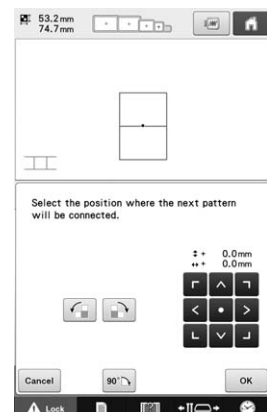 53.2mm
74.7mm
Select the position where the next pattern
will be connected.
+ 0.0mm
+ 0.0mm
Cancel
90°
OK
Lock